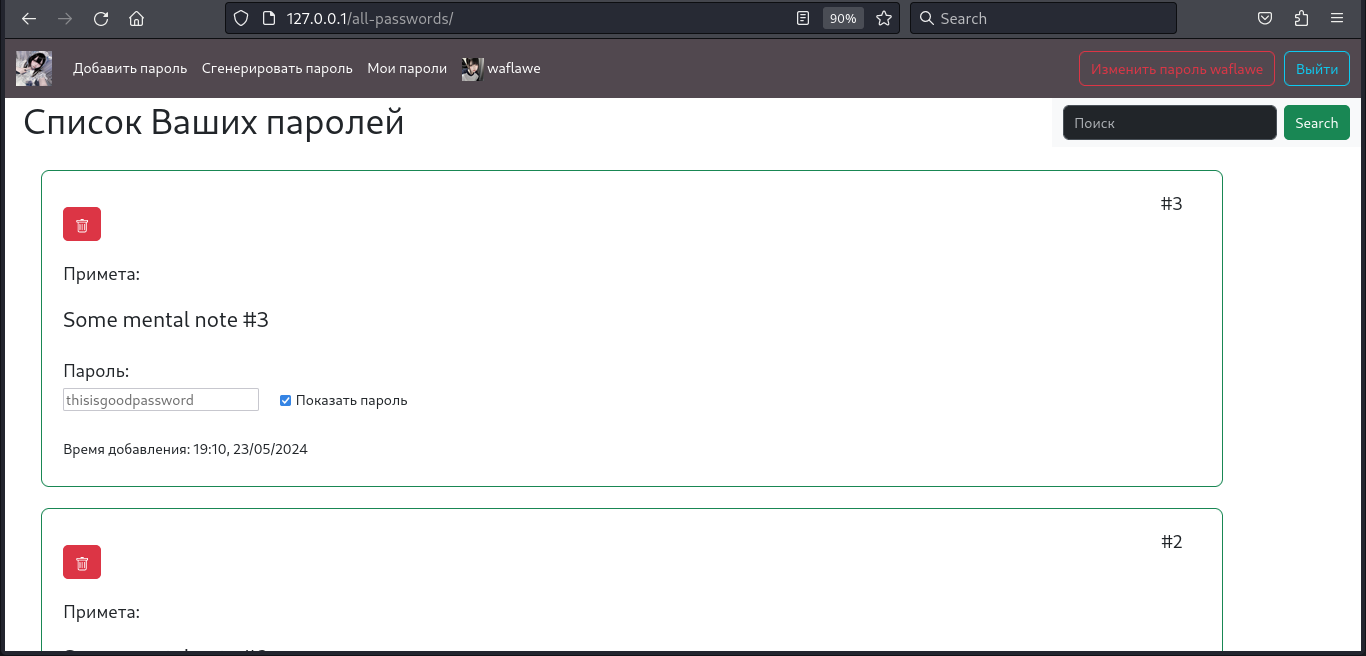 127.0.0.1/all-passwords/
90%
Search
Добавить пароль Сгенерировать пароль Мои пароли waflawe
Изменить пароль waflawe Выйти
Список Ваших паролей
Поиск Search
#3
Примета:
Some mental note #3
Пароль:
thisisgoodpassword Показать пароль
Время добавления: 19:10, 23/05/2024
#2
Примета: